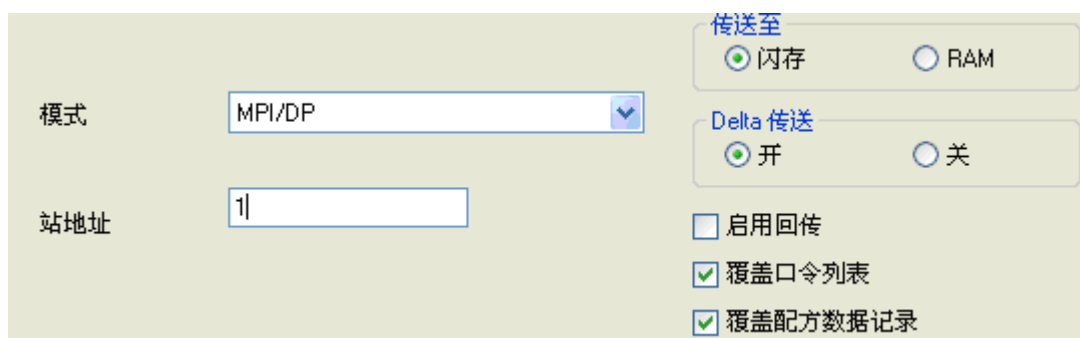 传送至
闪存 RAM
模式 MPI/DP
Delta 传送
开 关
站地址 1
启用回传
覆盖口令列表
覆盖配方数据记录